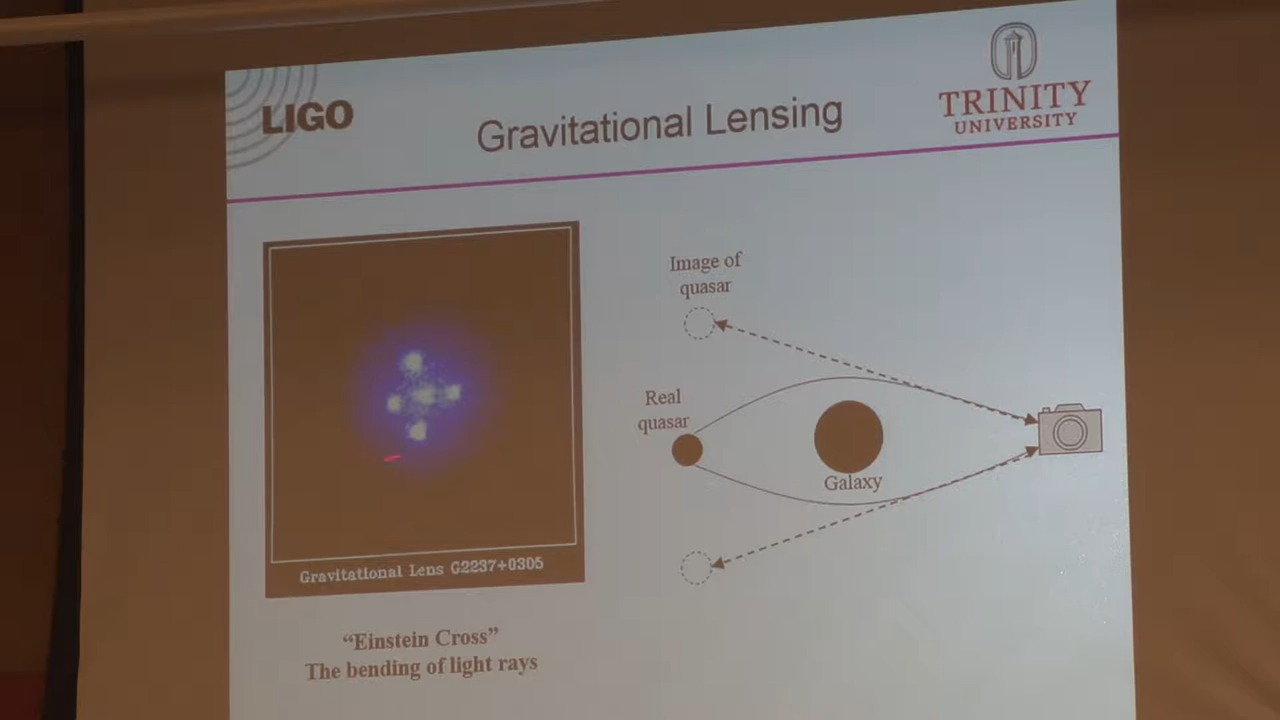 LIGO
Gravitational Lensing
TRINITY
UNIVERSITY
Image of
quasar
Real
quasar
Galaxy
Gravitational Lens G2237+0305
“Einstein Cross”
The bending of light rays